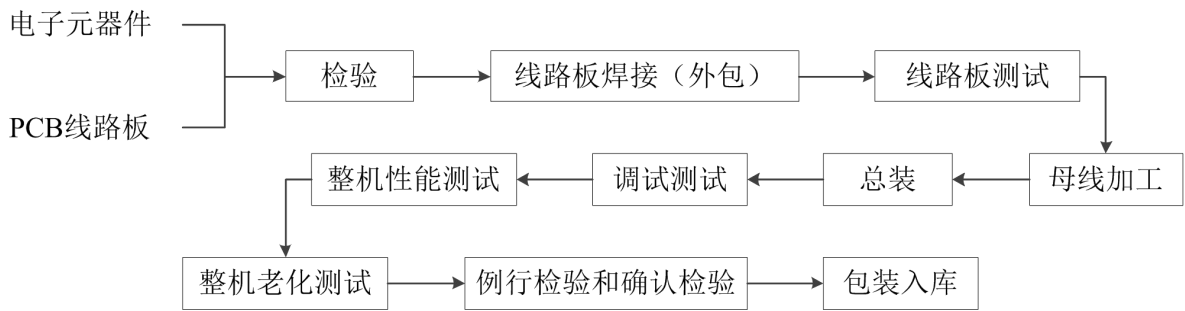 电子元器件
PCB线路板
检验
线路板焊接（外包）
线路板测试
母线加工
总装
调试测试
整机性能测试
整机老化测试
例行检验和确认检验
包装入库